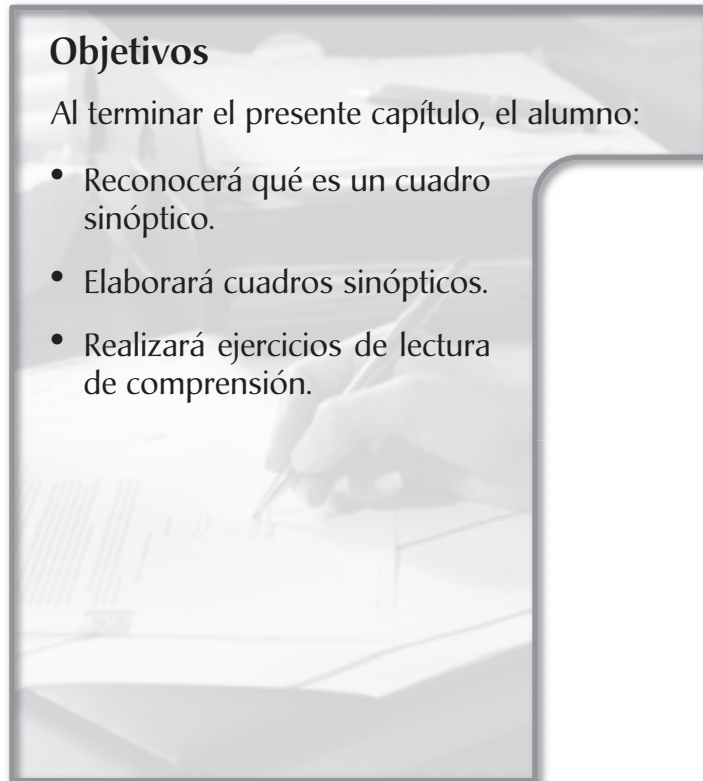 Objetivos
Al terminar el presente capítulo, el alumno:
• Reconocerá qué es un cuadro
sinóptico.
• Elaborará cuadros sinópticos.
• Realizará ejercicios de lectura
de comprensión.